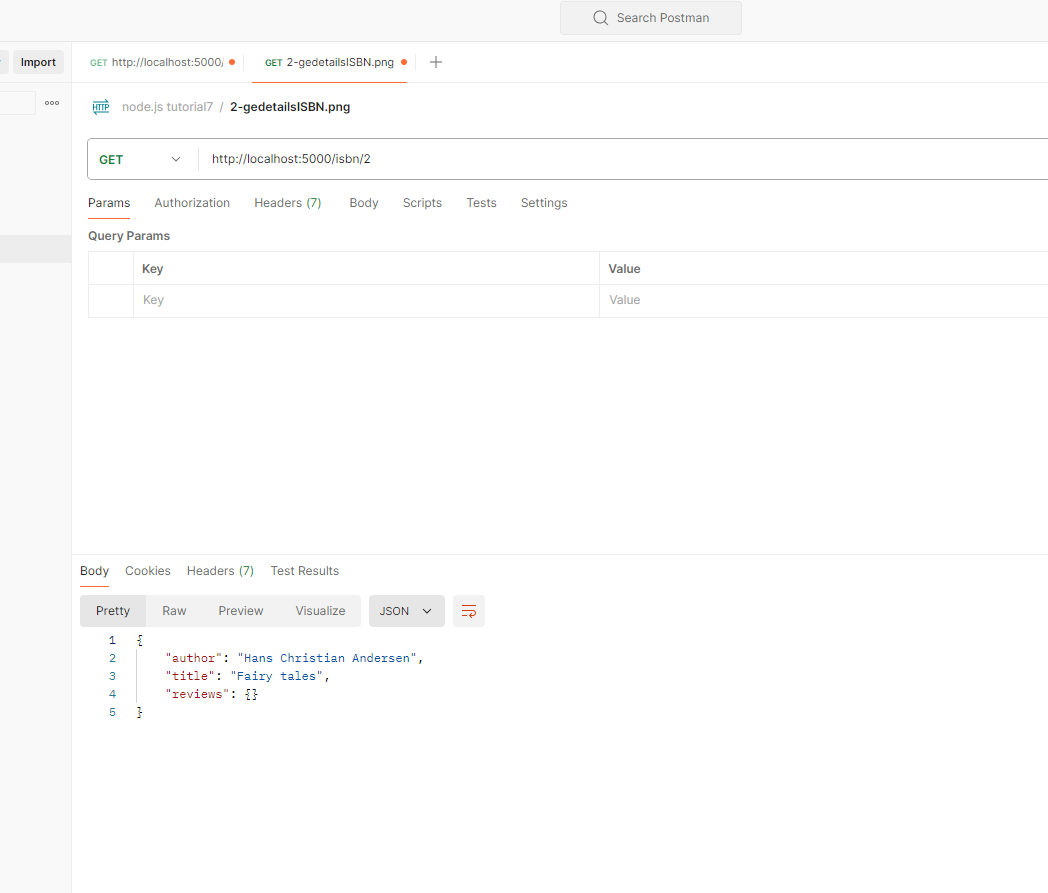 Search Postman
Import
GET http://localhost:5000/
GET 2-gedetailsISBN.png
node.js tutorial7 / 2-gedetailsISBN.png
GET http://localhost:5000/isbn/2
Params Authorization Headers (7) Body Scripts Tests Settings
Query Params
Key Value
Key Value
Body Cookies Headers (7) Test Results
Pretty Raw Preview Visualize JSON
1 {
2 "author": "Hans Christian Andersen",
3 "title": "Fairy tales",
4 "reviews": {}
5 }